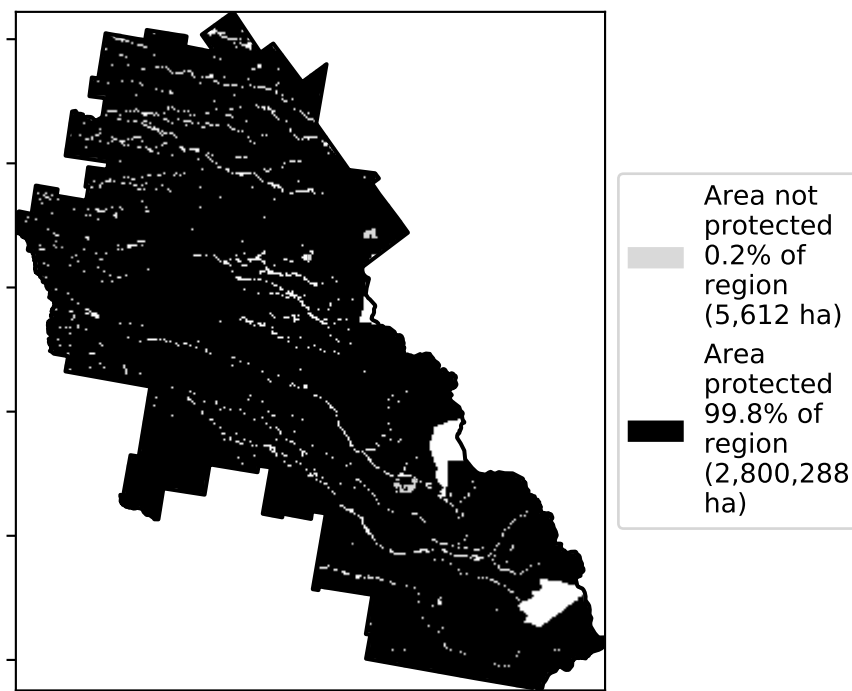 Area not
protected
0.2% of
region
(5,612 ha)
Area
protected
99.8% of
region
(2,800,288
ha)